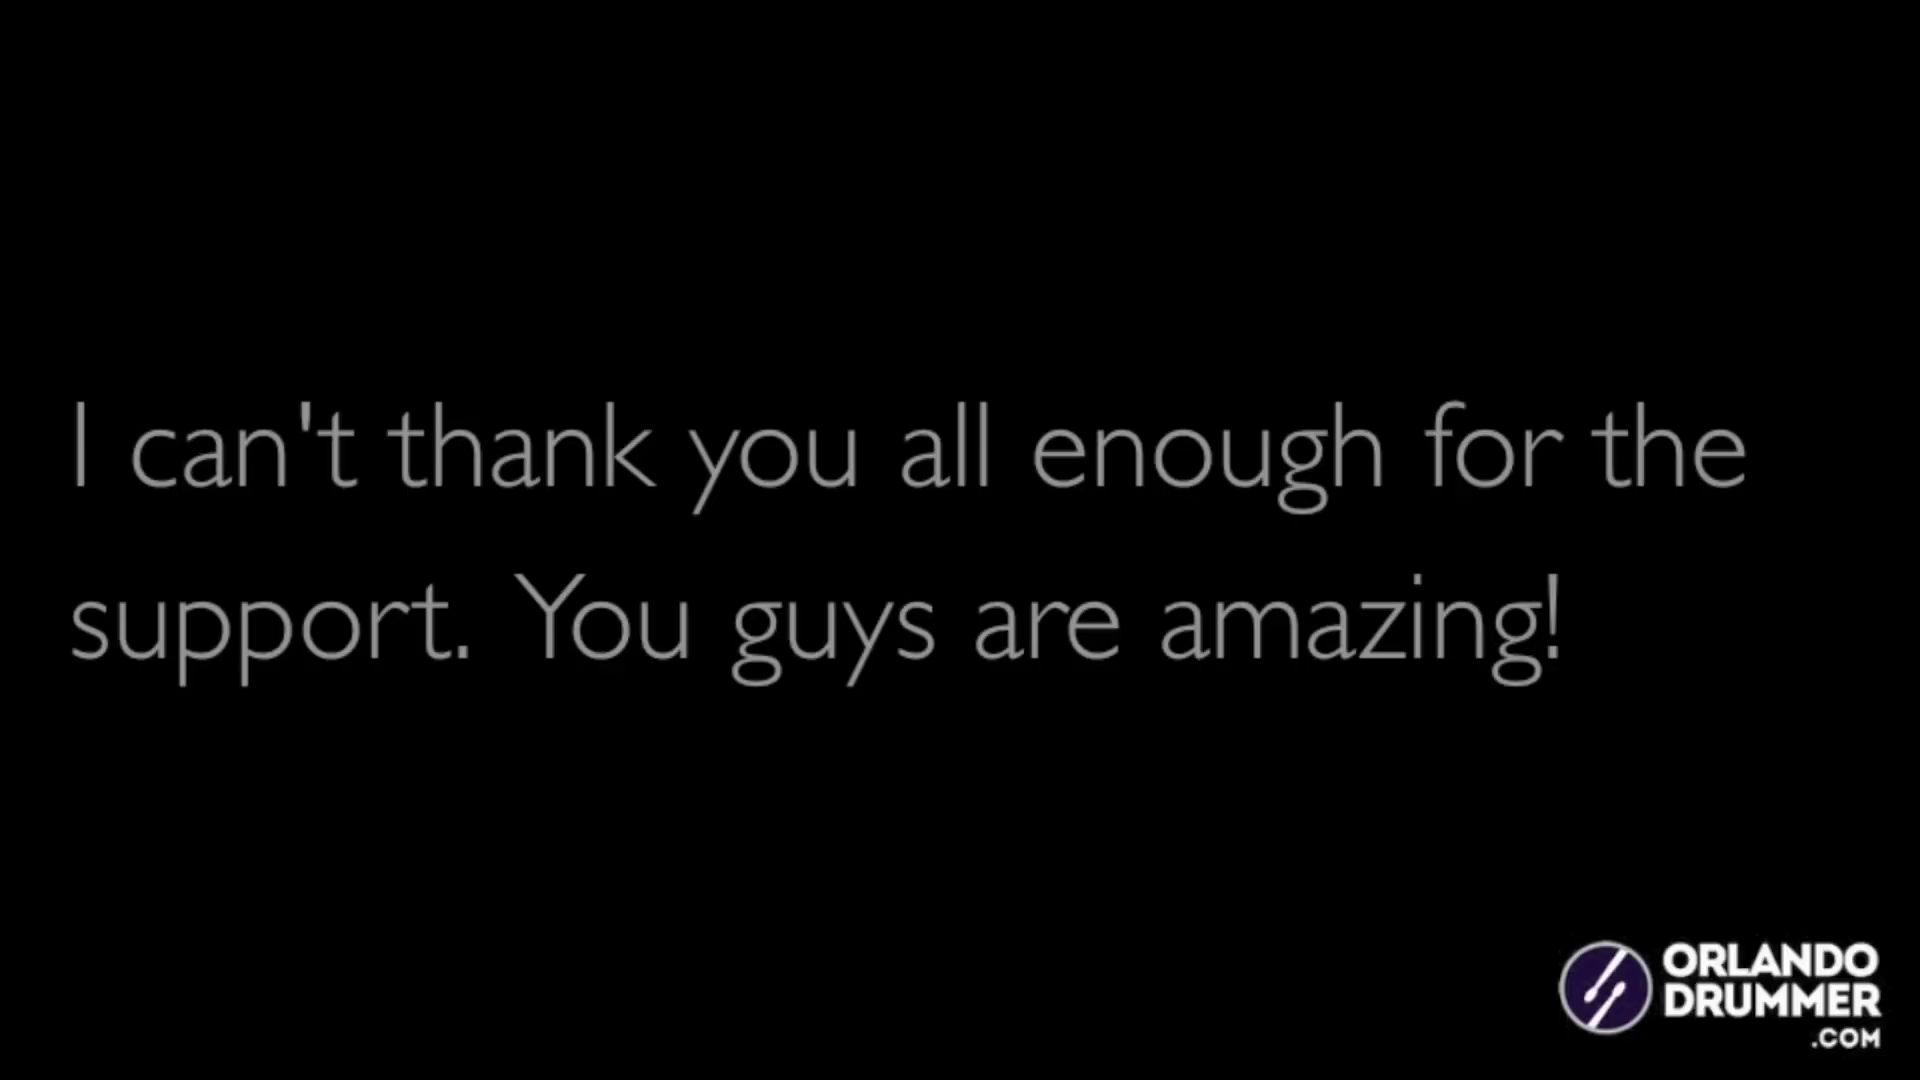 I can't thank you all enough for the
support.  You guys are amazing!
ORLANDO
DRUMMER
.COM